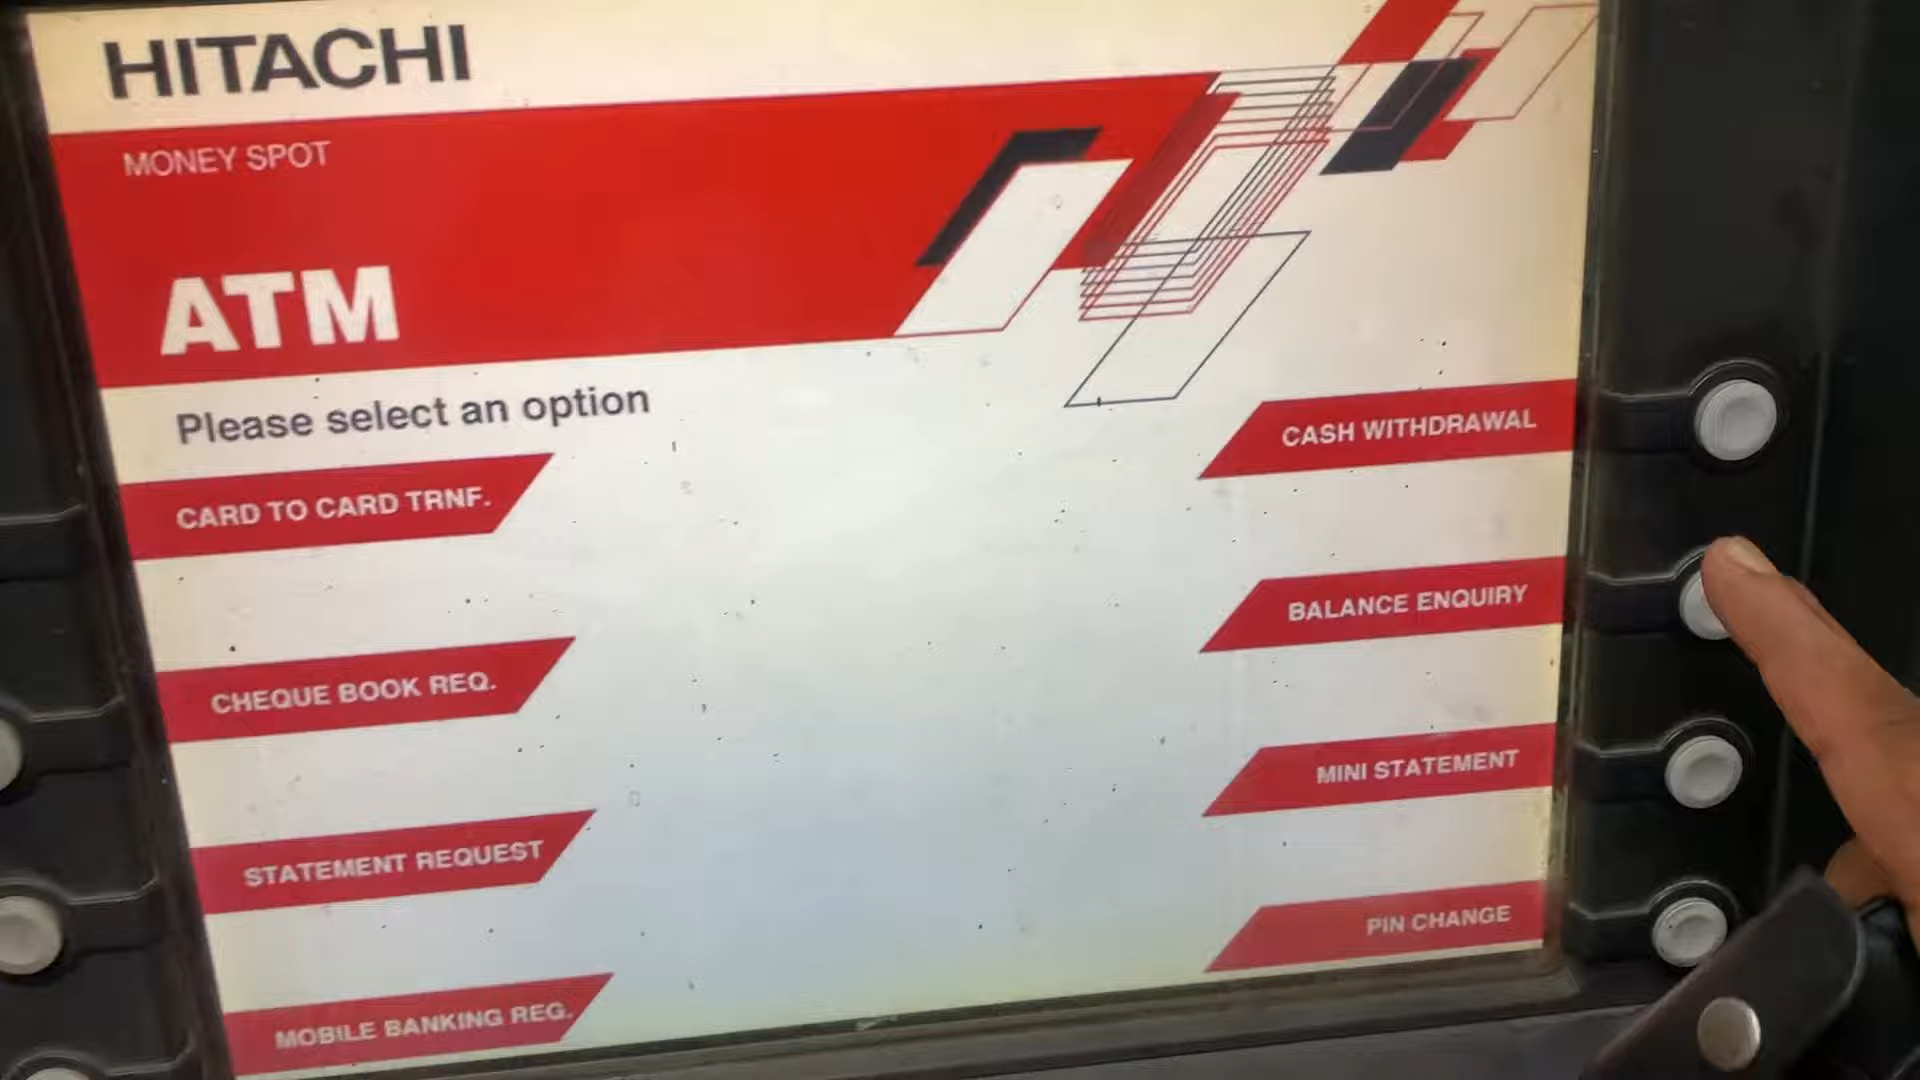 HITACHI
MONEY SPOT
ATM
Please select an option
CARD TO CARD TRNF.
CHEQUE BOOK REQ.
STATEMENT REQUEST
MOBILE BANKING REG.
CASH WITHDRAWAL
BALANCE ENQUIRY
MINI STATEMENT
PIN CHANGE